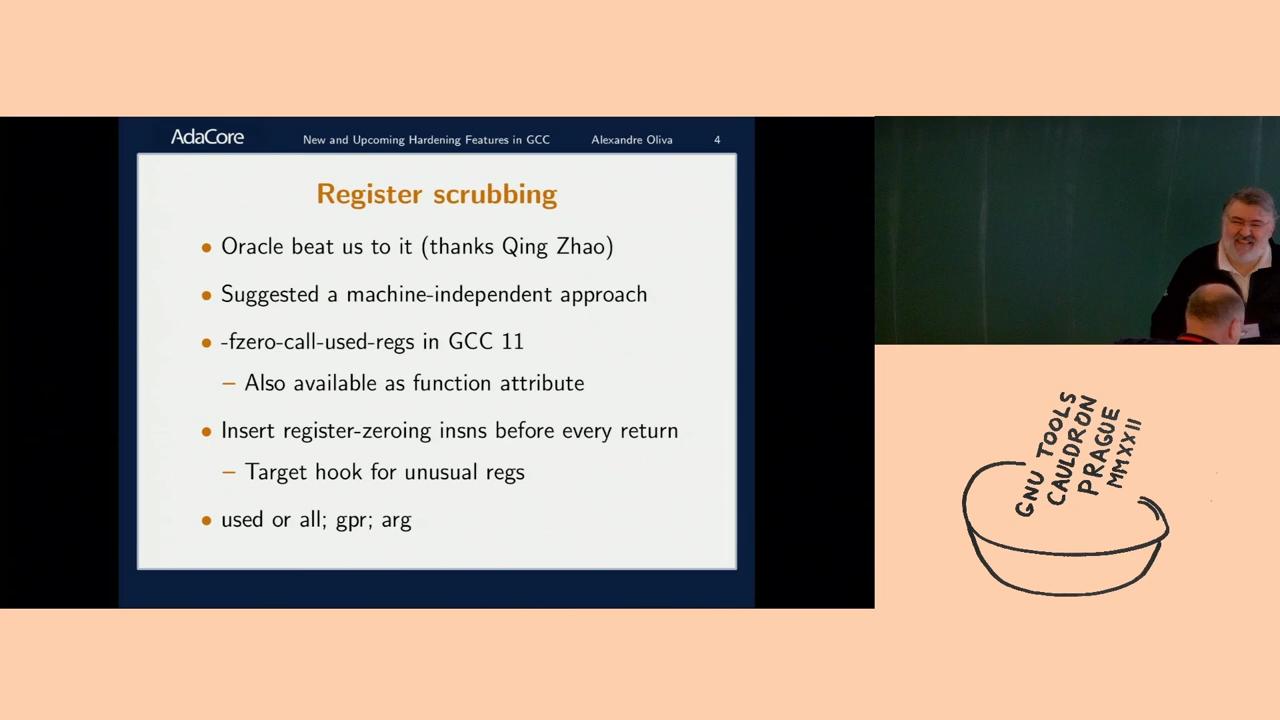 AdaCore New and Upcoming Hardening Features in GCC Alexandre Oliva 4
Register scrubbing
• Oracle beat us to it (thanks Qing Zhao)
• Suggested a machine-independent approach
• -fzero-call-used-regs in GCC 11
– Also available as function attribute
• Insert register-zeroing insns before every return
– Target hook for unusual regs
• used or all; gpr; arg
GNU TOOLS
CAULDRON
PRAGUE
MMXXII